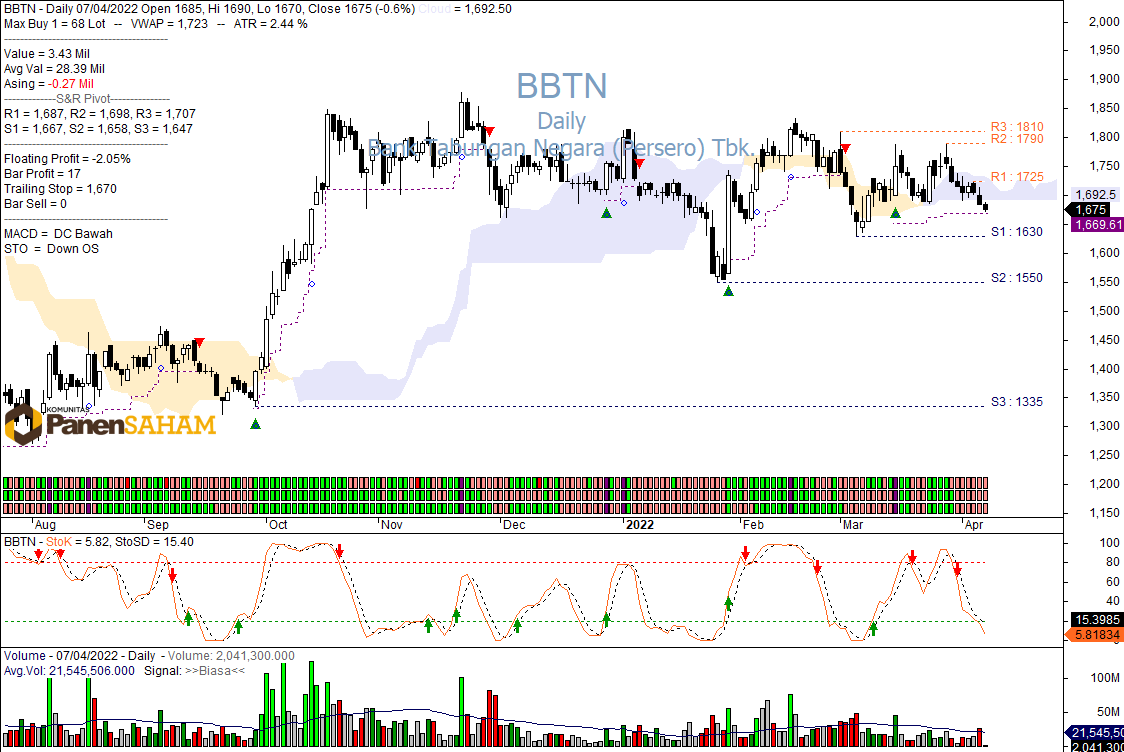 BBTN - Daily 07/04/2022 Open 1685, Hi 1690, Lo 1670, Close 1675 (-0.6%) Cloud = 1,692.50
Max Buy 1 = 68 Lot -- VWAP = 1,723 -- ATR = 2.44 %
Value = 3.43 Mil
Avg Val = 28.39 Mil
Asing = -0.27 Mil
S&R Pivot
R1 = 1,687, R2 = 1,698, R3 = 1,707
S1 = 1,667, S2 = 1,658, S3 = 1,647
Floating Profit = -2.05%
Bar Profit = 17
Trailing Stop = 1,670
Bar Sell = 0
MACD = DC Bawah
STO = Down OS
BBTN
Daily
Bank Tabungan Negara (Persero) Tbk.
R3 : 1810
R2 : 1790
R1 : 1725
S1 : 1630
S2 : 1550
S3 : 1335
2,000
1,950
1,900
1,850
1,800
1,750
1,692.5
1,675
1,669.61
1,600
1,550
1,500
1,450
1,400
1,350
1,300
1,250
1,200
1,150
KOMUNITAS
PanenSAHAM
Aug Sep Oct Nov Dec 2022 Feb Mar Apr
BBTN - StoK = 5.82, StoSD = 15.40
100
80
60
40
15.3985
5.81834
Volume - 07/04/2022 - Daily - Volume: 2,041,300.000
Avg.Vol: 21,545,506.000 Signal: >>Biasa<<
100M
50M
21,545,50
2,041,300